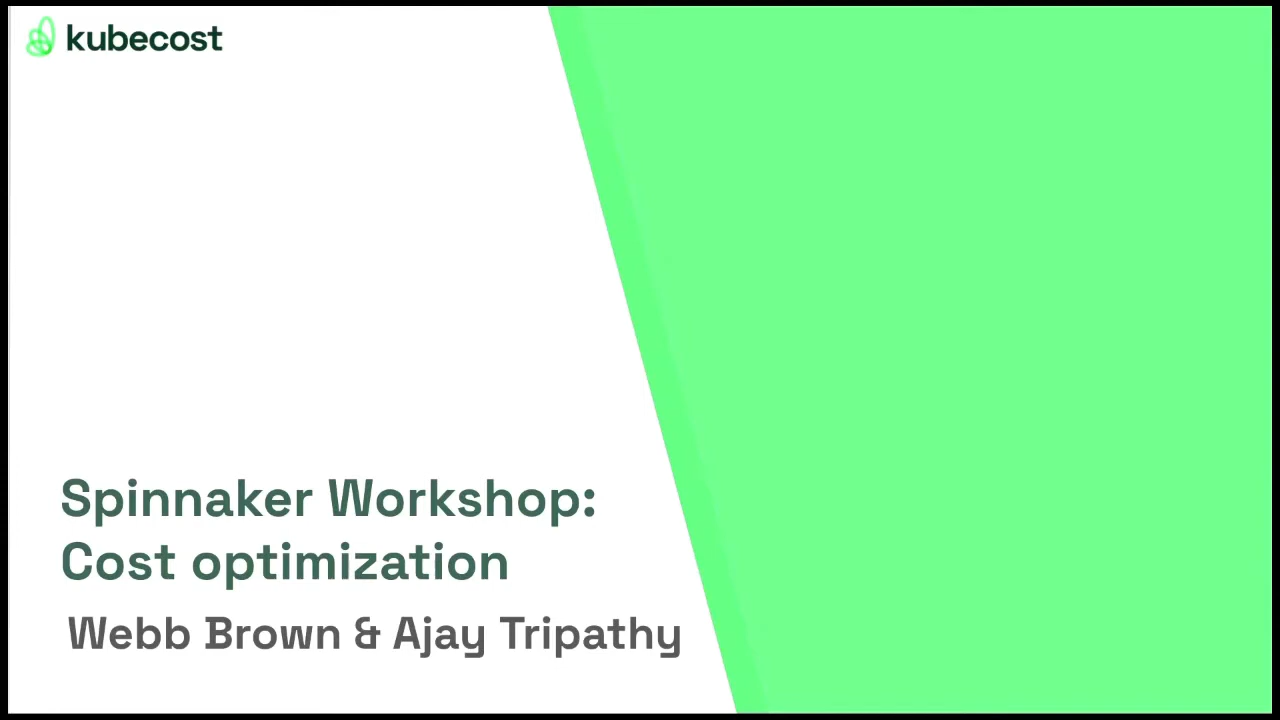 kubecost
Spinnaker Workshop:
Cost optimization
Webb Brown & Ajay Tripathy